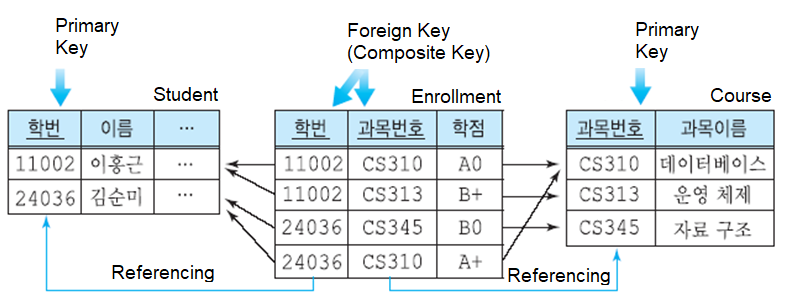 Primary
Key
Foreign Key
(Composite Key)
Primary
Key
Student
Enrollment
Course
학번 이름 …
11002 이홍근 …
24036 김순미 …
학번 과목번호 학점
11002 CS310 A0
11002 CS313 B+
24036 CS345 B0
24036 CS310 A+
과목번호 과목이름
CS310 데이터베이스
CS313 운영 체제
CS345 자료 구조
Referencing
Referencing